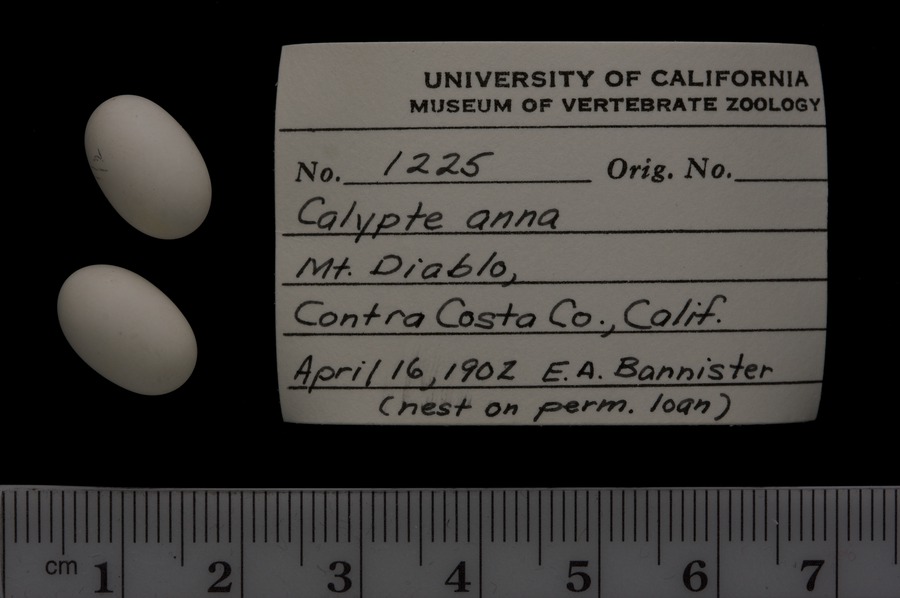 UNIVERSITY OF CALIFORNIA
MUSEUM OF VERTEBRATE ZOOLOGY
No. 1225 Orig. No.
Calypte anna
Mt. Diablo,
Contra Costa Co., Calif.
April 16, 1902 E.A. Bannister
(nest on perm. loan)
cm 1 2 3 4 5 6 7